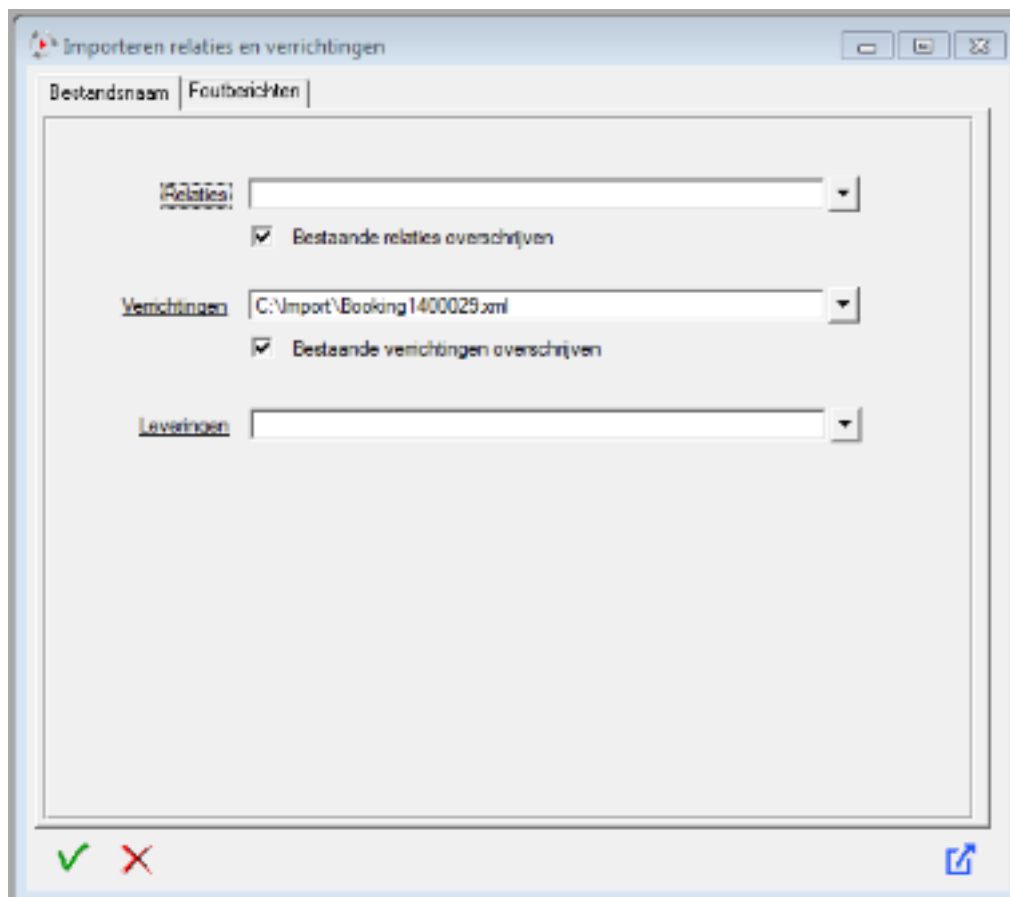 Importeren relaties en verrichtingen
Bestandsnaam Foutberichten
Relaties
Bestaande relaties overschrijven
Verrichtingen C:\Import\Booking1400029.xml
Bestaande verrichtingen overschrijven
Leveringen